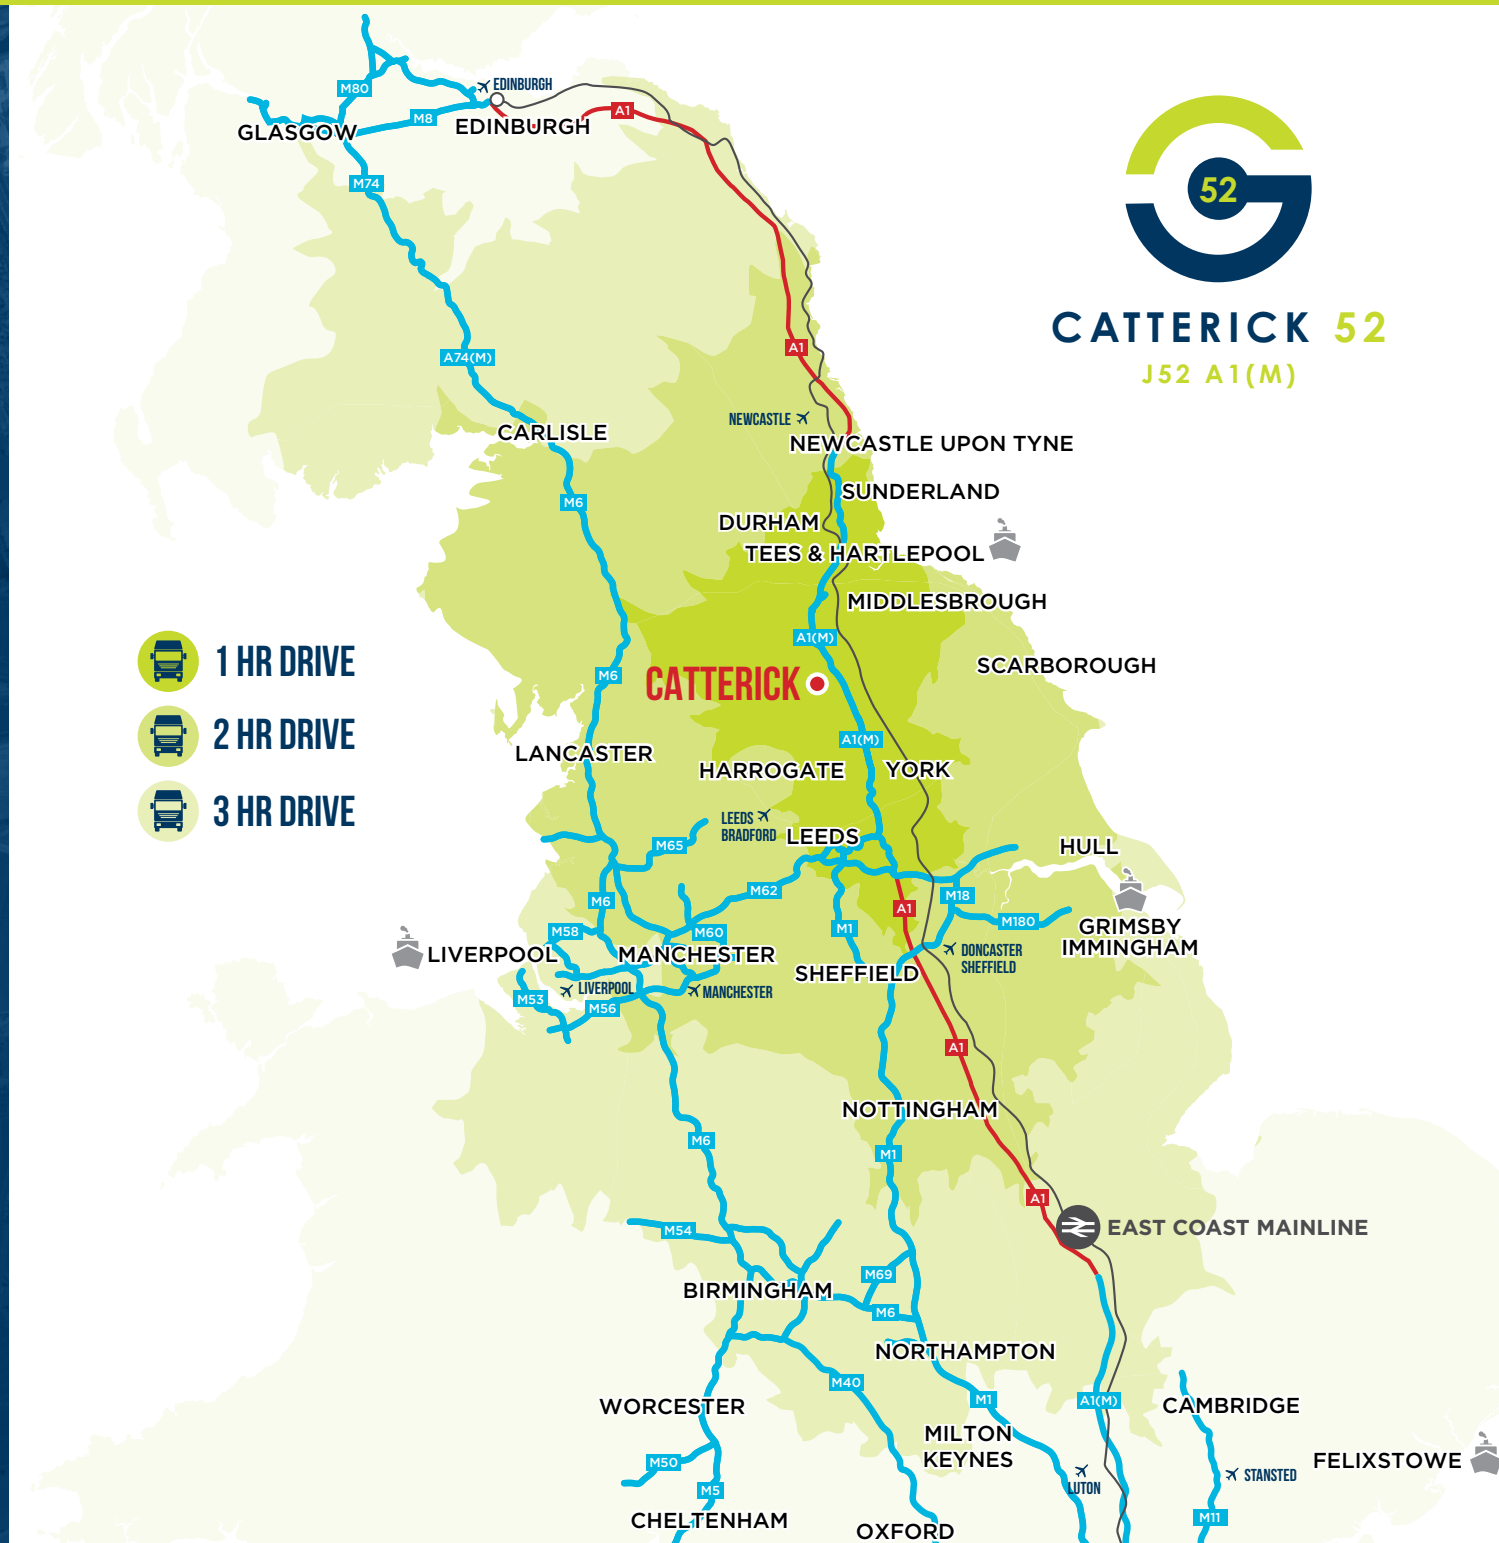 EDINBURGH
M80
A1
M8
EDINBURGH
GLASGOW
M74
52
CATTERICK 52
J52 A1(M)
A1
A74(M)
NEWCASTLE
CARLISLE
NEWCASTLE UPON TYNE
SUNDERLAND
M6
DURHAM
TEES & HARTLEPOOL
MIDDLESBROUGH
A1(M)
1 HR DRIVE
SCARBOROUGH
M6
CATTERICK
2 HR DRIVE
A1(M)
LANCASTER
HARROGATE
YORK
3 HR DRIVE
LEEDS
BRADFORD
LEEDS
M65
HULL
M62
M18
M6
A1
M180
M1
M58
M60
GRIMSBY
IMMINGHAM
LIVERPOOL
MANCHESTER
DONCASTER
SHEFFIELD
SHEFFIELD
LIVERPOOL
MANCHESTER
M53
M56
A1
NOTTINGHAM
M6
M1
A1
EAST COAST MAINLINE
M54
M69
BIRMINGHAM
M6
NORTHAMPTON
M40
M1
A1(M)
WORCESTER
CAMBRIDGE
MILTON
KEYNES
M50
FELIXSTOWE
STANSTED
LUTON
M5
M11
CHELTENHAM
OXFORD